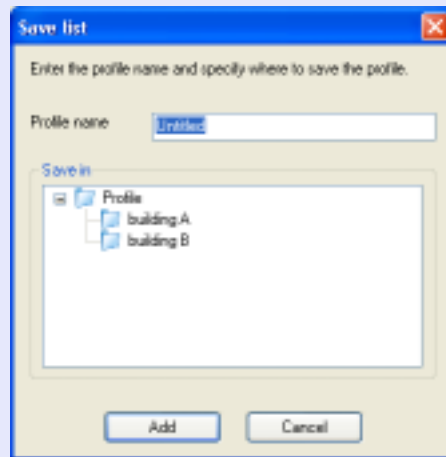 Save list
Enter the profile name and specify where to save the profile.
Profile name
Untitled
Save in
Profile
building A
building B
Add
Cancel